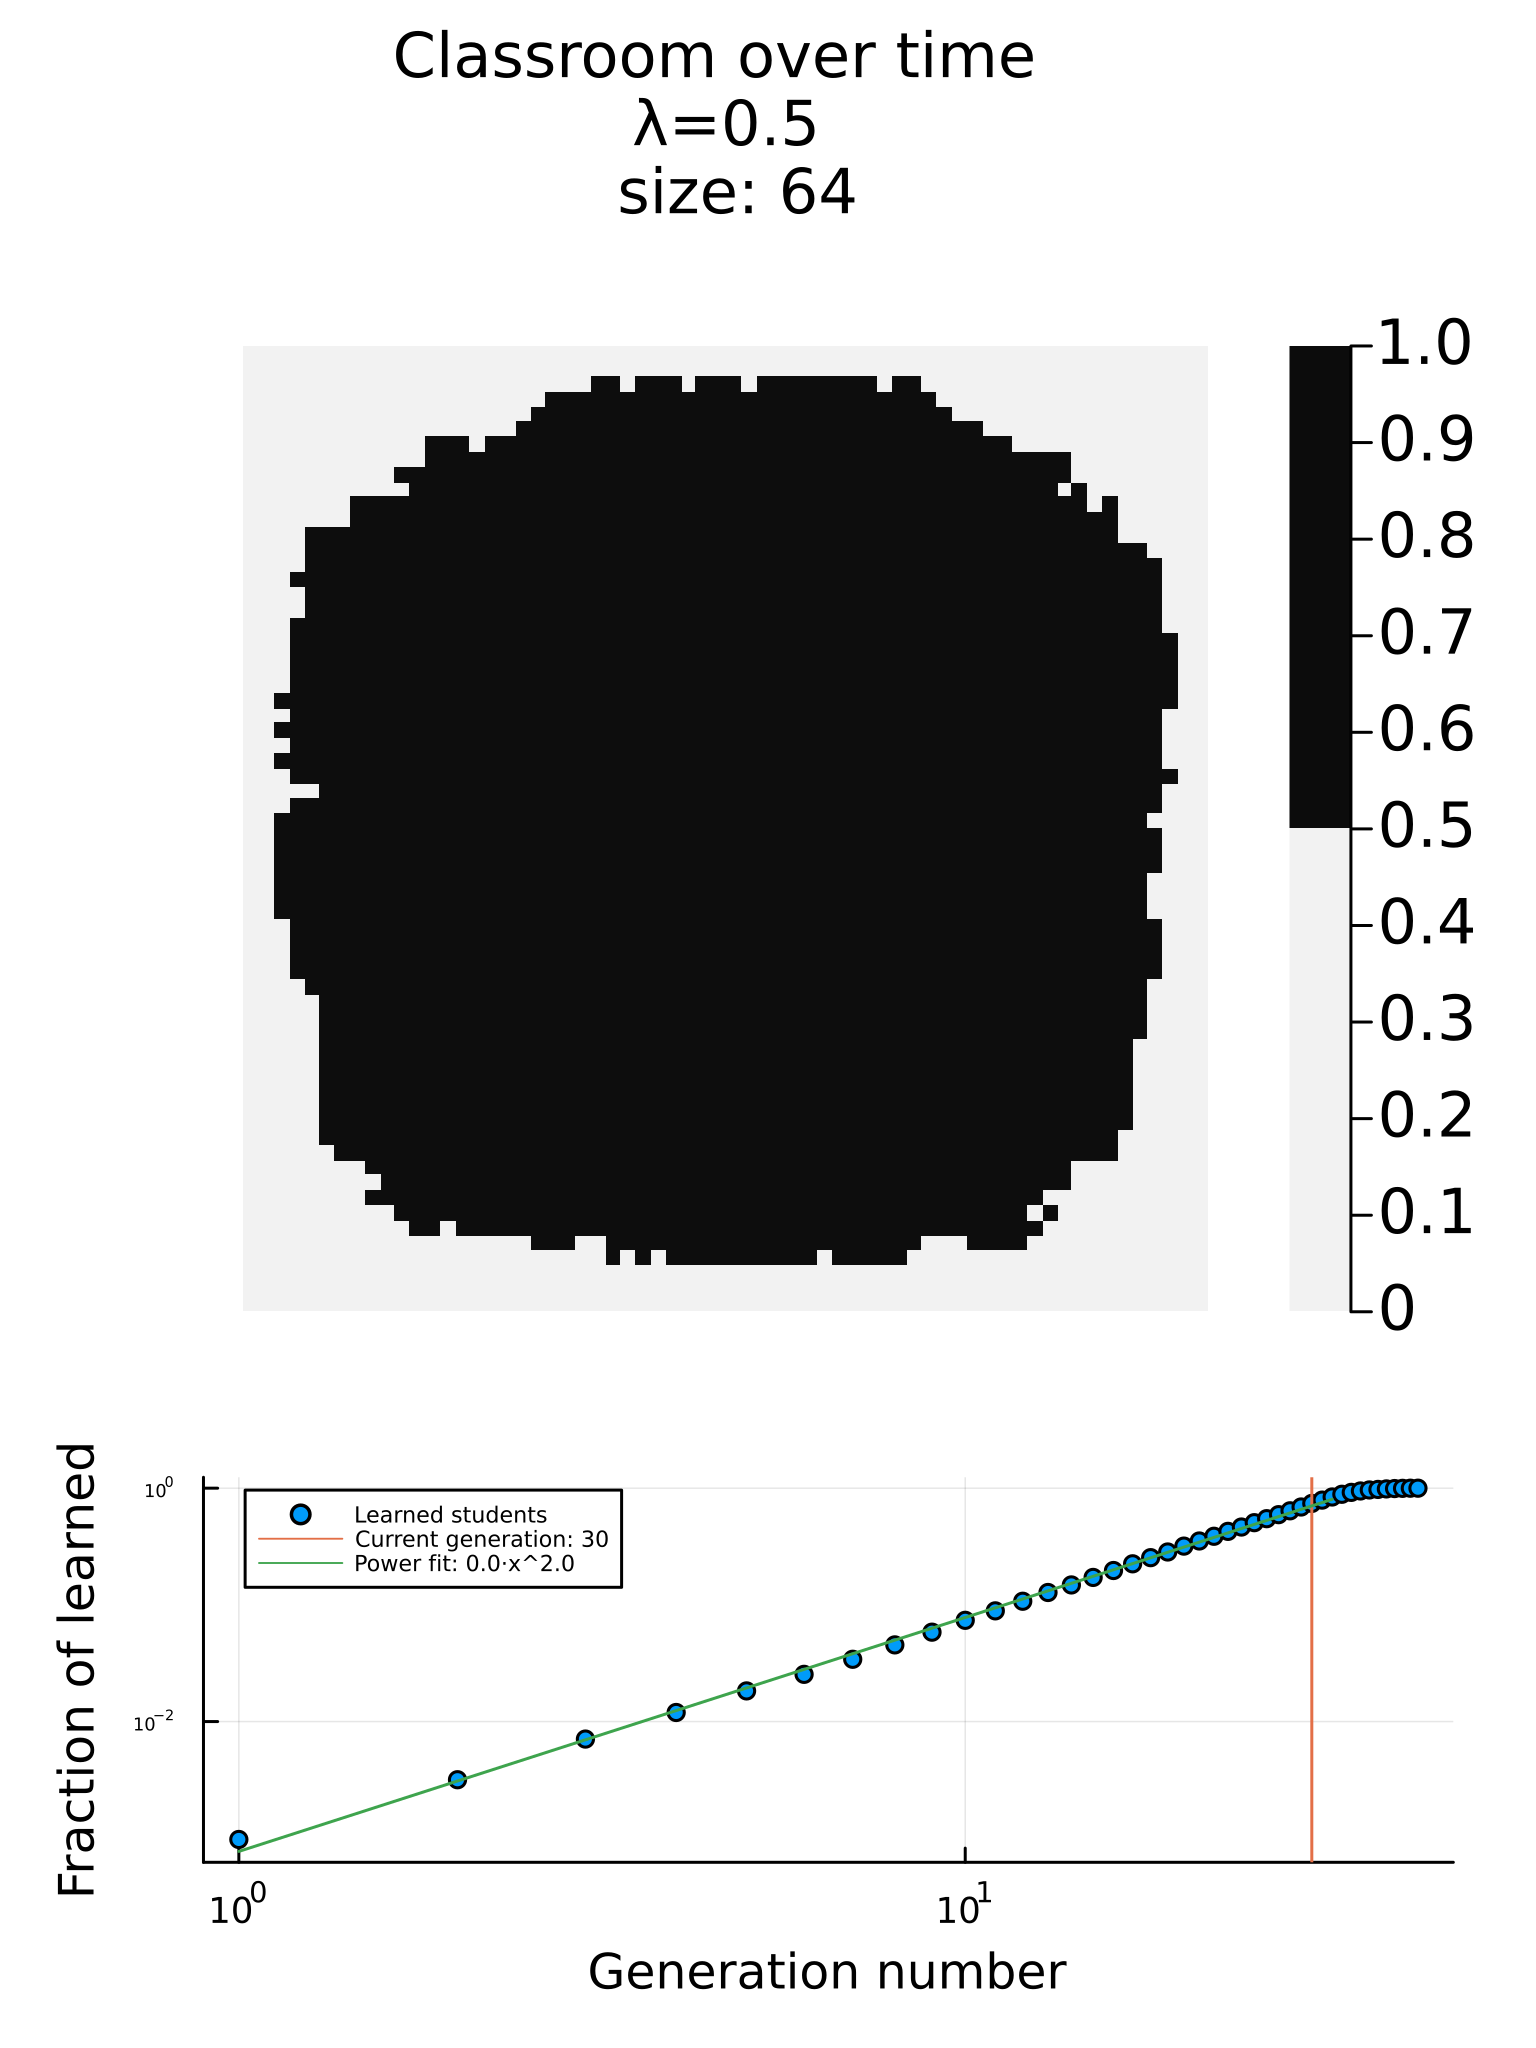 Classroom over time
λ=0.5
size: 64
1.0
0.9
0.8
0.7
0.6
0.5
0.4
0.3
0.2
0.1
0
Fraction of learned
10^0
10^-2
Learned students
Current generation: 30
Power fit: 0.0·x^2.0
10^0
10^1
Generation number